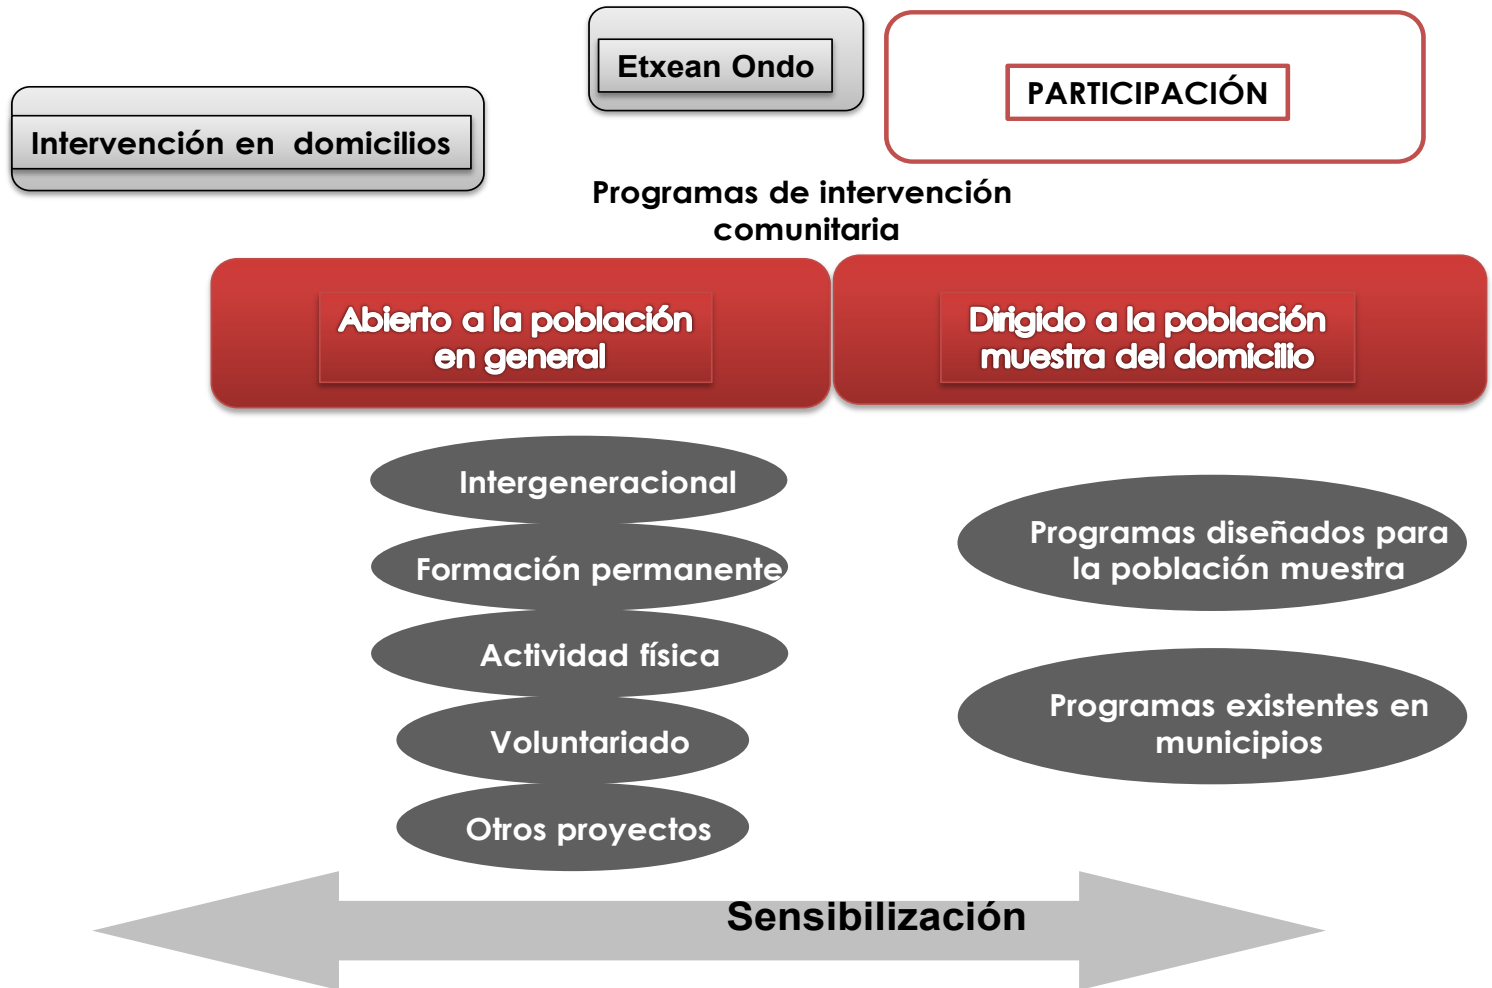 Etxean Ondo
PARTICIPACIÓN
Intervención en domicilios
Programas de intervención
comunitaria
Abierto a la población
en general
Dirigido a la población
muestra del domicilio
Intergeneracional
Formación permanente
Actividad física
Voluntariado
Otros proyectos
Programas diseñados para
la población muestra
Programas existentes en
municipios
Sensibilización